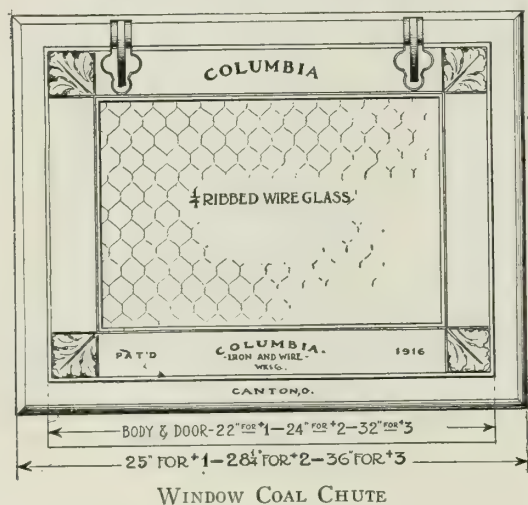 COLUMBIA
¼ RIBBED WIRE GLASS
PAT'D
COLUMBIA.
-IRON AND WIRE-
WKS.
1916
CANTON,O.
BODY & DOOR-22" FOR #1-24" FOR #2-32" FOR #3
25" FOR #1-28¼" FOR #2-36" FOR #3
WINDOW COAL CHUTE